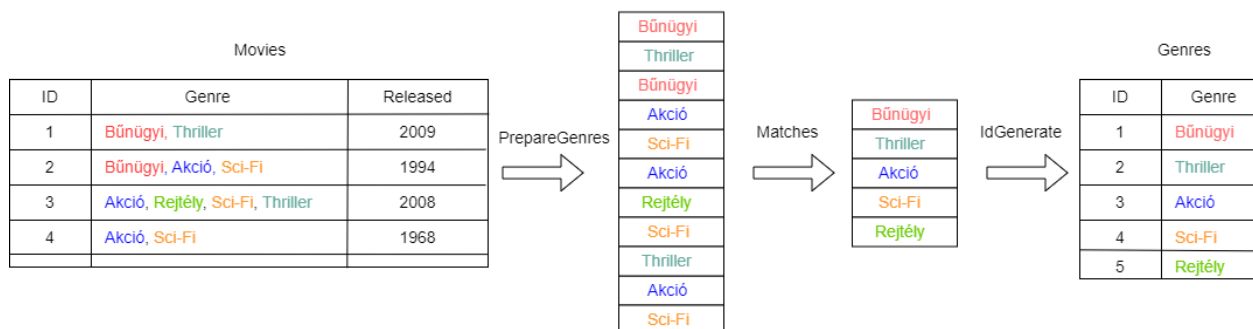 Movies
ID Genre Released
1 Bűnügyi, Thriller 2009
2 Bűnügyi, Akció, Sci-Fi 1994
3 Akció, Rejtély, Sci-Fi, Thriller 2008
4 Akció, Sci-Fi 1968
PrepareGenres
Bűnügyi
Thriller
Bűnügyi
Akció
Sci-Fi
Akció
Rejtély
Sci-Fi
Thriller
Akció
Sci-Fi
Matches
Bűnügyi
Thriller
Akció
Sci-Fi
Rejtély
IdGenerate
Genres
ID Genre
1 Bűnügyi
2 Thriller
3 Akció
4 Sci-Fi
5 Rejtély